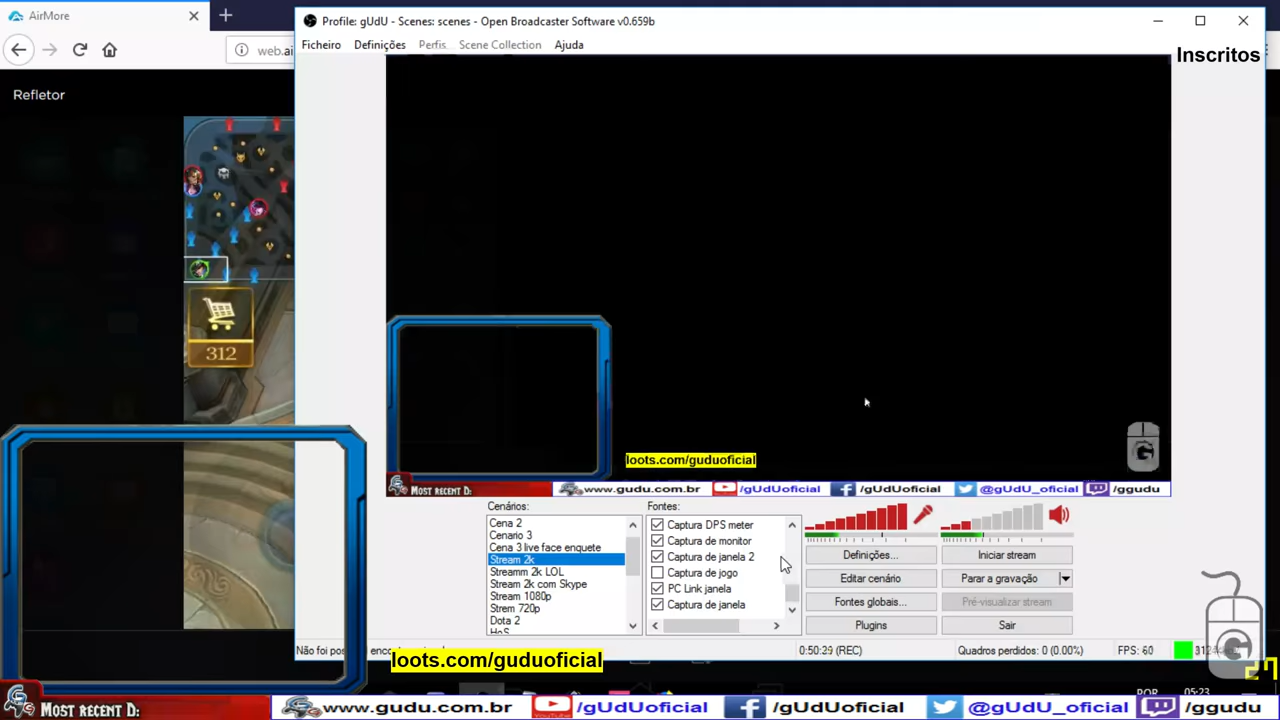 AirMore
Profile: gUdU - Scenes: scenes - Open Broadcaster Software v0.659b
web.ai
Ficheiro Definições Perfis... Scene Collection Ajuda
Inscritos
Refletor
312
loots.com/guduoficial
MOST RECENT D: www.gudu.com.br /gUdUoficial /gUdUoficial @gUdU_oficial /ggudu
Cenários:
Cena 2
Cenario 3
Cena 3 live face enquete
Stream 2k
Streamm 2k LOL
Stream 2k com Skype
Stream 1080p
Strem 720p
Dota 2
HoS
Fontes:
Captura DPS meter
Captura de monitor
Captura de janela 2
Captura de jogo
PC Link janela
Captura de janela
Definições... Iniciar stream
Editar cenário Parar a gravação
Fontes globais... Pré-visualizar stream
Plugins Sair
0:50:29 (REC) Quadros perdidos: 0 (0.00%) FPS: 60
loots.com/guduoficial
POR 05:23
MOST RECENT D: www.gudu.com.br YouTube /gUdUoficial /gUdUoficial @gUdU_oficial /ggudu